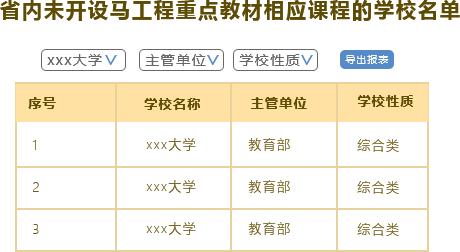 省内未开设马工程重点教材相应课程的学校名单
xxx大学 主管单位 学校性质 导出报表
序号 学校名称 主管单位 学校性质
1 xxx大学 教育部 综合类
2 xxx大学 教育部 综合类
3 xxx大学 教育部 综合类